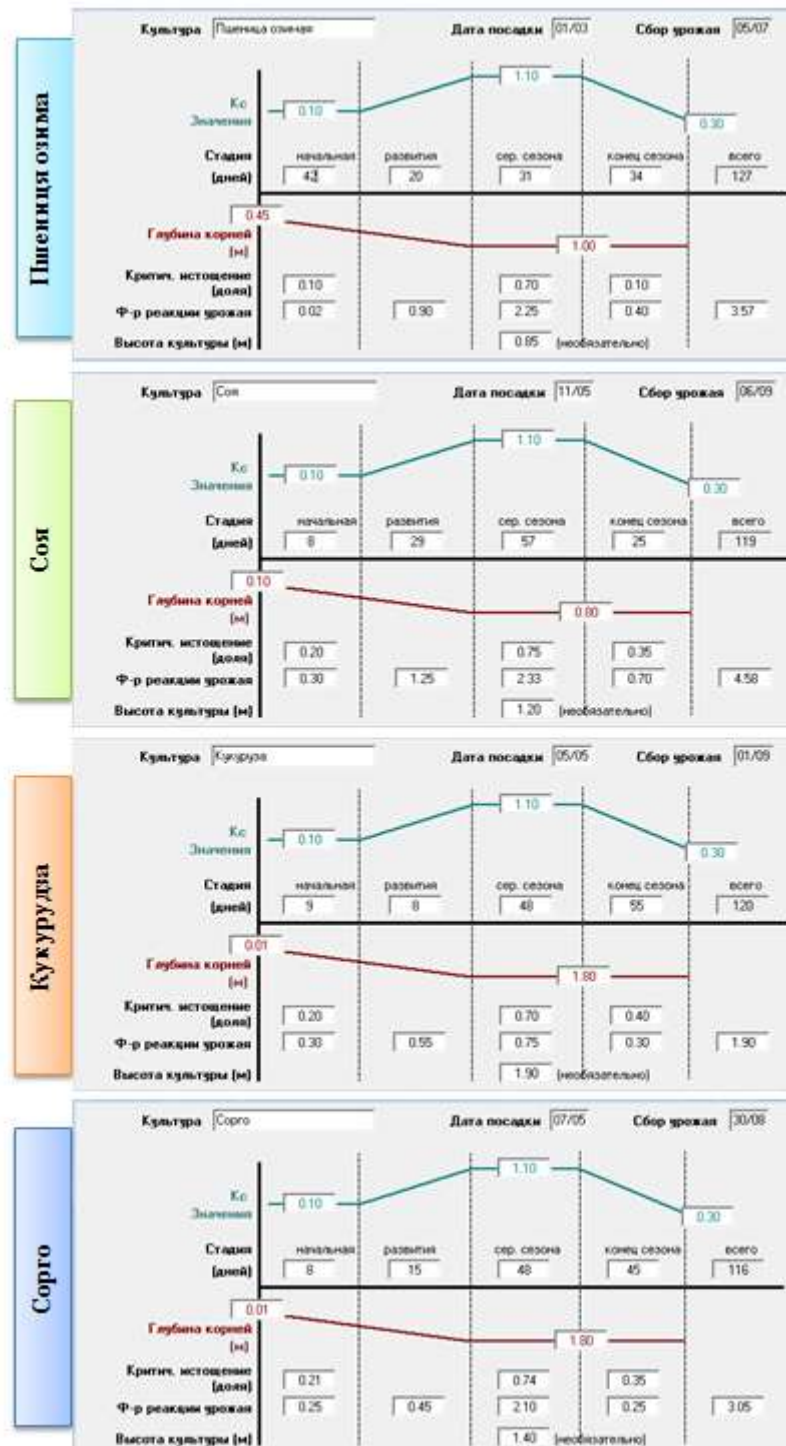 Пшениця озима
Культура Пшеница озимая Дата посадки 01/03 Сбор урожая 05/07
1.10
Kc 0.10
Значения 0.30
Стадия начальная развития сер. сезона конец сезона всего
(дней) 42 20 31 34 127
0.45
Глубина корней 1.00
(м)
Критич. истощение 0.10 0.70 0.10
(доля)
Ф-р реакции урожая 0.02 0.90 2.25 0.40 3.57
Высота культуры (м) 0.85 (необязательно)
Соя
Культура Соя Дата посадки 11/05 Сбор урожая 06/09
1.10
Kc 0.10
Значения 0.30
Стадия начальная развития сер. сезона конец сезона всего
(дней) 8 29 57 25 119
0.10
Глубина корней 0.80
(м)
Критич. истощение 0.20 0.75 0.35
(доля)
Ф-р реакции урожая 0.30 1.25 2.33 0.70 4.58
Высота культуры (м) 1.20 (необязательно)
Кукурудза
Культура Кукуруза Дата посадки 05/05 Сбор урожая 01/09
1.10
Kc 0.10
Значения 0.30
Стадия начальная развития сер. сезона конец сезона всего
(дней) 9 8 48 55 120
0.01
Глубина корней 1.80
(м)
Критич. истощение 0.20 0.70 0.40
(доля)
Ф-р реакции урожая 0.30 0.55 0.75 0.30 1.90
Высота культуры (м) 1.90 (необязательно)
Сорго
Культура Сорго Дата посадки 07/05 Сбор урожая 30/08
1.10
Kc 0.10
Значения 0.30
Стадия начальная развития сер. сезона конец сезона всего
(дней) 8 15 48 45 116
0.01
Глубина корней 1.80
(м)
Критич. истощение 0.21 0.74 0.35
(доля)
Ф-р реакции урожая 0.25 0.45 2.10 0.25 3.05
Высота культуры (м) 1.40 (необязательно)